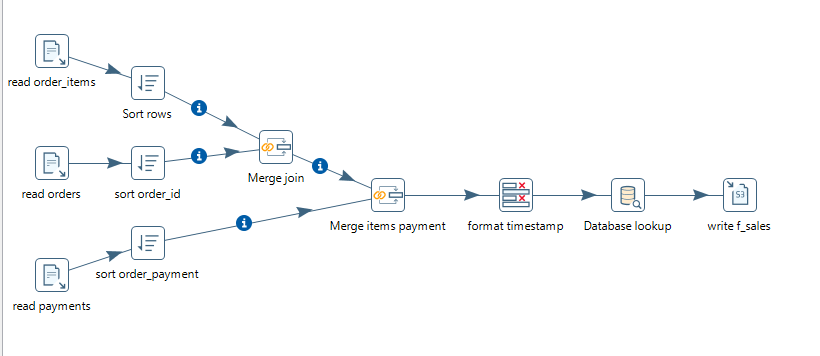 read order_items
Sort rows
read orders
sort order_id
Merge join
Merge items payment
format timestamp
Database lookup
S3
write f_sales
sort order_payment
read payments